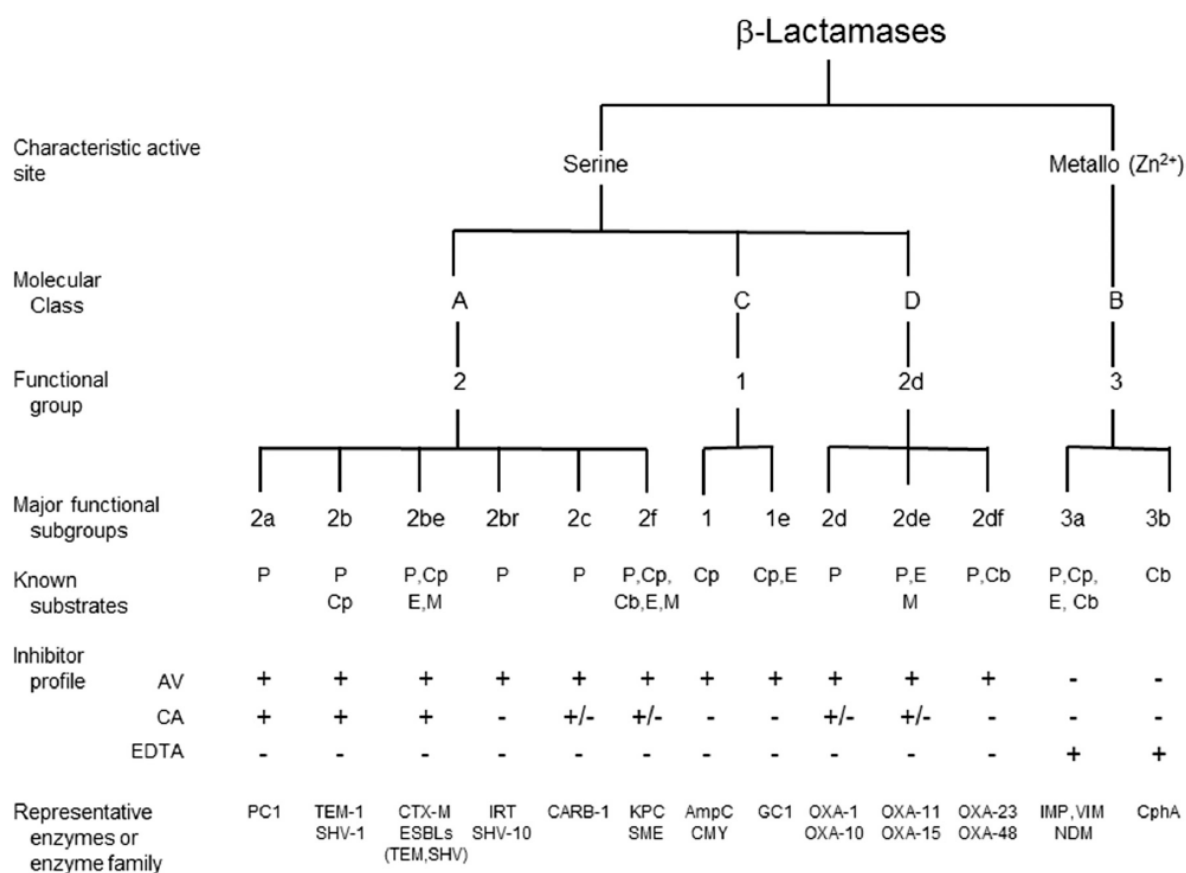 β-Lactamases
Characteristic active
site
Serine
Metallo (Zn²⁺)
Molecular
Class
A C D B
Functional
group
2 1 2d 3
Major functional
subgroups
2a 2b 2be 2br 2c 2f 1 1e 2d 2de 2df 3a 3b
Known
substrates
P P P,Cp P P P,Cp, Cp Cp,E P P,E P,Cb P,Cp, Cb
Cp E,M Cb,E,M M E, Cb
Inhibitor
profile
AV + + + + + + + + + + + - -
CA + + + - +/- +/- - - +/- +/- - - -
EDTA - - - - - - - - - - - + +
Representative
enzymes or
enzyme family
PC1 TEM-1 CTX-M IRT CARB-1 KPC AmpC GC1 OXA-1 OXA-11 OXA-23 IMP,VIM CphA
SHV-1 ESBLs SHV-10 SME CMY OXA-10 OXA-15 OXA-48 NDM
(TEM,SHV)